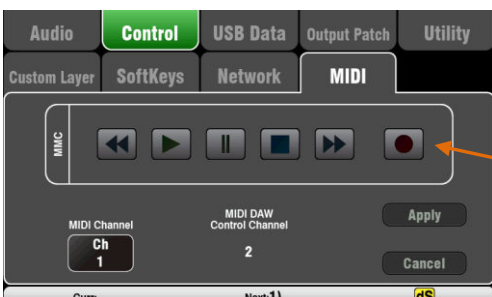 Audio Control USB Data Output Patch Utility
Custom Layer SoftKeys Network MIDI
MMC
MIDI Channel
Ch
1
MIDI DAW
Control Channel
2
Apply
Cancel